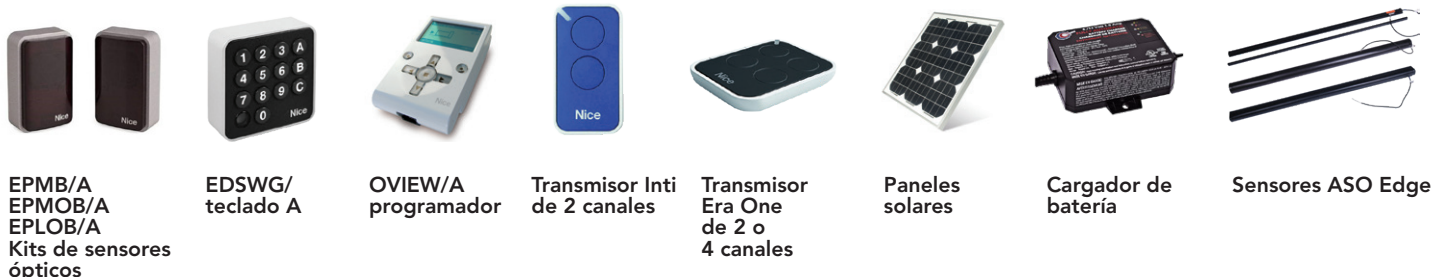 Nice
Nice
1 2 3 A
4 5 6 B
7 8 9 C
0
Nice
Nice
Nice
Nice
EPMB/A
EPMOB/A
EPLOB/A
Kits de sensores
ópticos
EDSWG/
teclado A
OVIEW/A
programador
Transmisor Inti
de 2 canales
Transmisor
Era One
de 2 o
4 canales
Paneles
solares
Cargador de
batería
Sensores ASO Edge